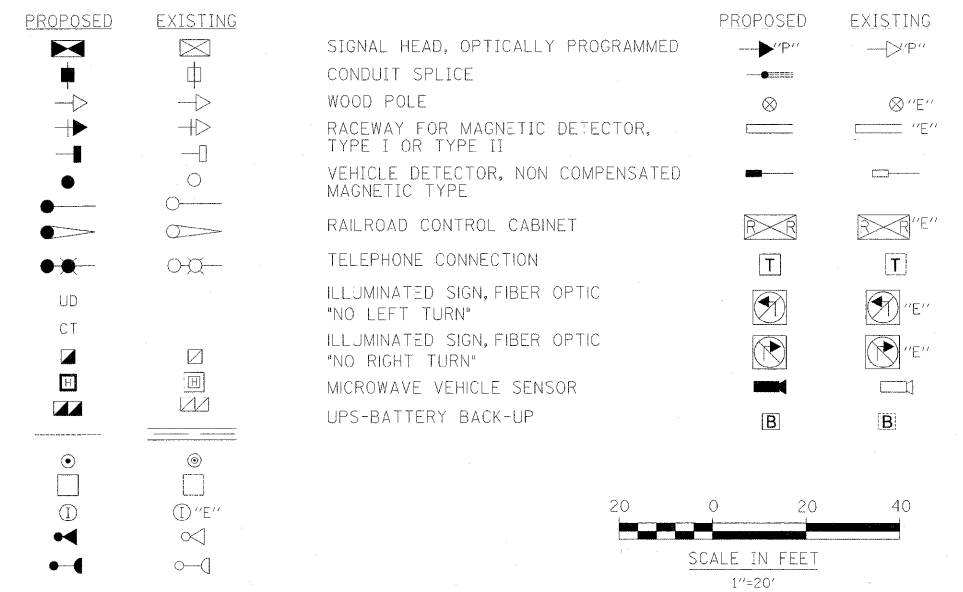 PROPOSED EXISTING
UD
CT
H H
I I "E"
PROPOSED EXISTING
SIGNAL HEAD, OPTICALLY PROGRAMMED "P" "P"
CONDUIT SPLICE
WOOD POLE "E"
RACEWAY FOR MAGNETIC DETECTOR, "E"
TYPE I OR TYPE II
VEHICLE DETECTOR, NON COMPENSATED
MAGNETIC TYPE
RAILROAD CONTROL CABINET R R R R "E"
TELEPHONE CONNECTION T T
ILLUMINATED SIGN, FIBER OPTIC
"NO LEFT TURN" "E"
ILLUMINATED SIGN, FIBER OPTIC
"NO RIGHT TURN" "E"
MICROWAVE VEHICLE SENSOR
UPS-BATTERY BACK-UP B B
20 0 20 40
SCALE IN FEET
1"=20'